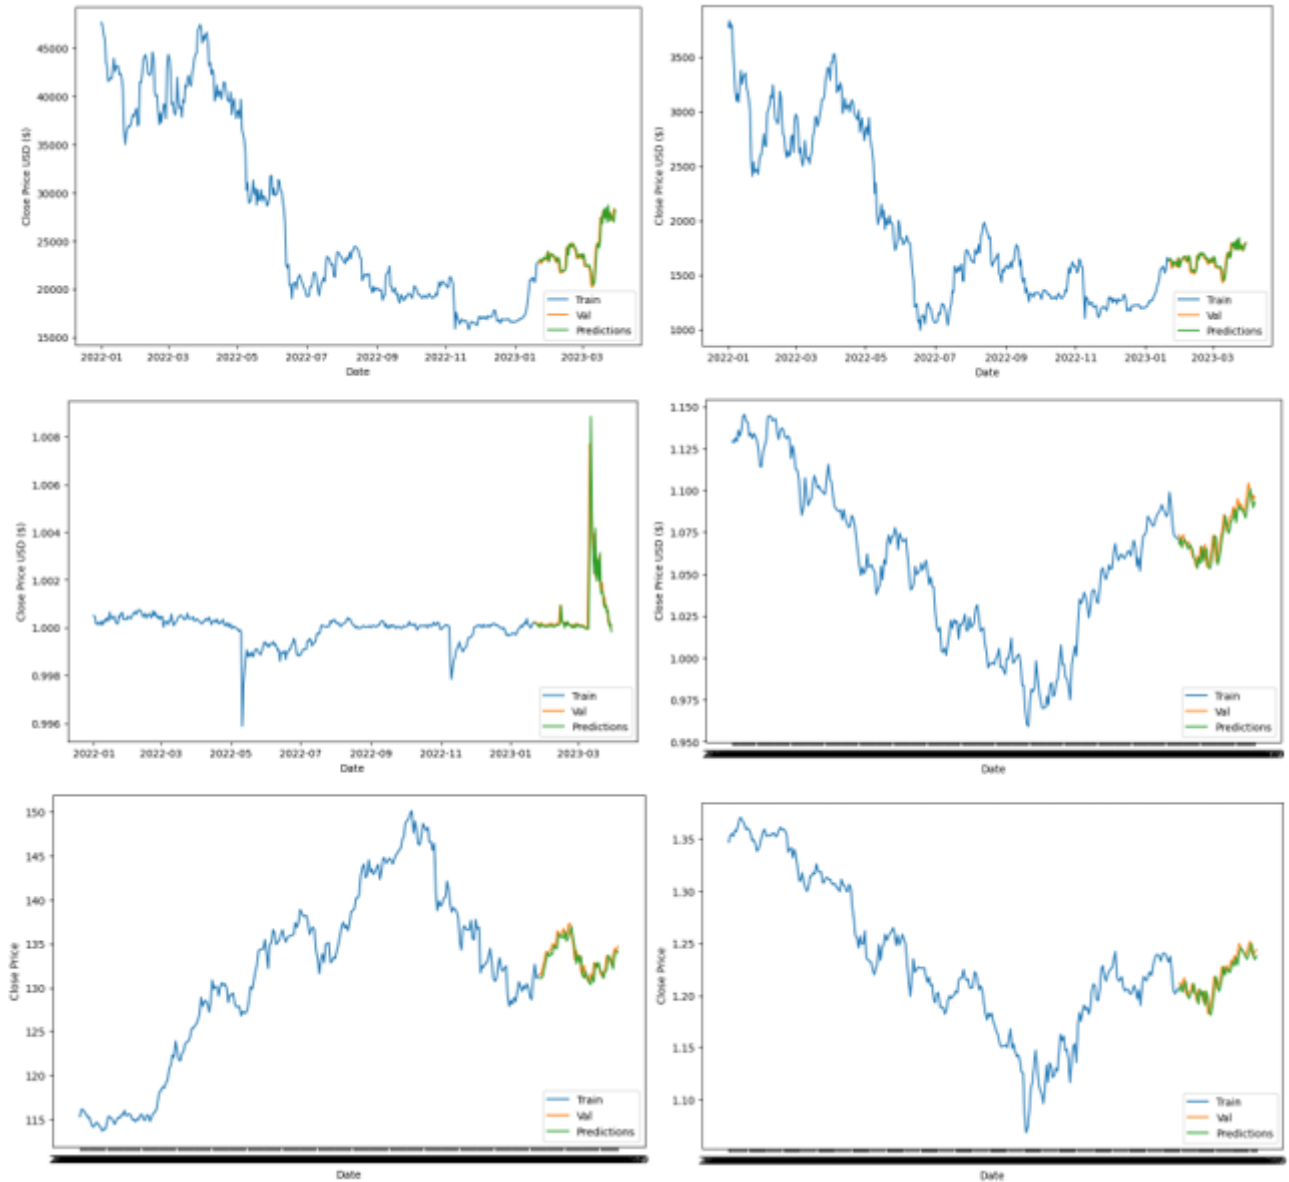 Close Price USD ($)
45000
40000
35000
30000
25000
20000
15000
2022-01 2022-03 2022-05 2022-07 2022-09 2022-11 2023-01 2023-03
Date
Train
Val
Predictions
Close Price USD ($)
3500
3000
2500
2000
1500
1000
2022-01 2022-03 2022-05 2022-07 2022-09 2022-11 2023-01 2023-03
Date
Train
Val
Predictions
Close Price USD ($)
1.008
1.006
1.004
1.002
1.000
0.998
0.996
2022-01 2022-03 2022-05 2022-07 2022-09 2022-11 2023-01 2023-03
Date
Train
Val
Predictions
Close Price USD ($)
1.150
1.125
1.100
1.075
1.050
1.025
1.000
0.975
0.950
Date
Train
Val
Predictions
Close Price
150
145
140
135
130
125
120
115
Date
Train
Val
Predictions
Close Price
1.35
1.30
1.25
1.20
1.15
1.10
Date
Train
Val
Predictions